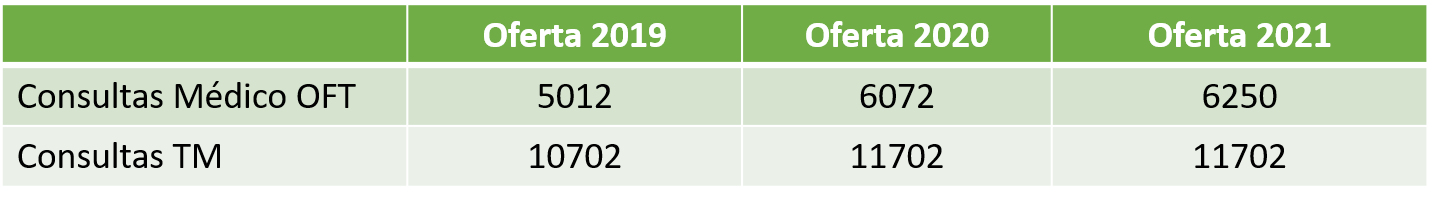 Oferta 2019 Oferta 2020 Oferta 2021
Consultas Médico OFT 5012 6072 6250
Consultas TM 10702 11702 11702